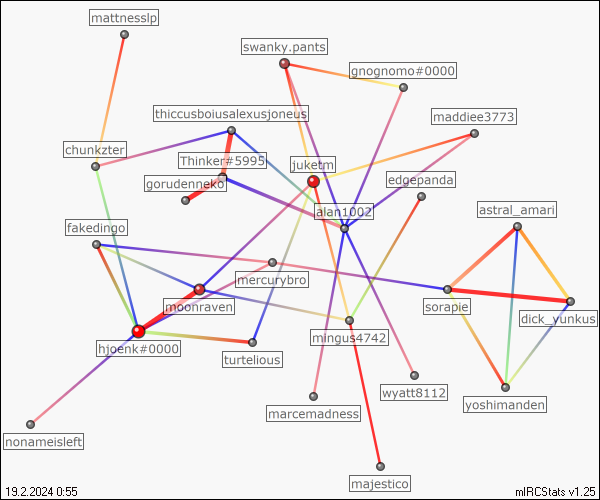 mattnesslp
swanky.pants
gnognomo#0000
thiccusboiusalexusjoneus
maddiee3773
chunkzter
Thinker#5995
juketm
gorudenneko
edgepanda
alan1002
astral_amari
fakedingo
mercurybro
moonraven
sorapie
dick_yunkus
mingus4742
hjoenk#0000
turtelious
wyatt8112
yoshimanden
marcemadness
nonameisleft
majestico
19.2.2024 0:55
mIRCStats v1.25